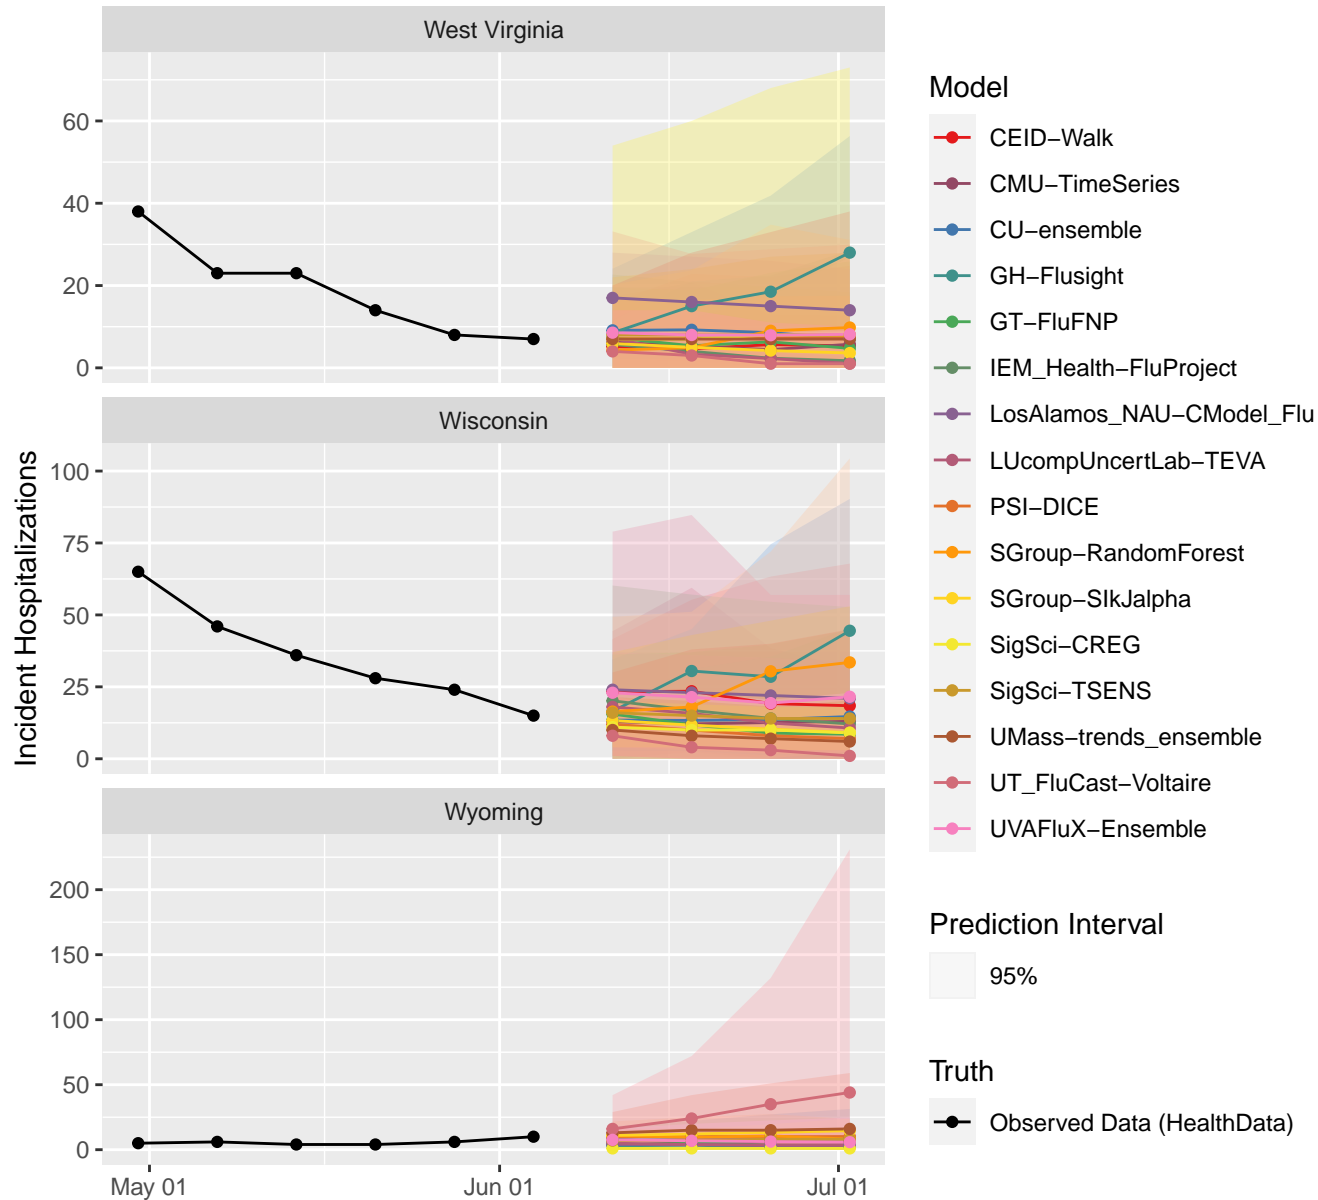 West Virginia
60
40
20
0
Wisconsin
100
75
50
25
0
Wyoming
200
150
100
50
0
May 01
Jun 01
Jul 01
Incident Hospitalizations
Model
CEID−Walk
CMU−TimeSeries
CU−ensemble
GH−Flusight
GT−FluFNP
IEM_Health−FluProject
LosAlamos_NAU−CModel_Flu
LUcompUncertLab−TEVA
PSI−DICE
SGroup−RandomForest
SGroup−SIkJalpha
SigSci−CREG
SigSci−TSENS
UMass−trends_ensemble
UT_FluCast−Voltaire
UVAFluX−Ensemble
Prediction Interval
95%
Truth
Observed Data (HealthData)